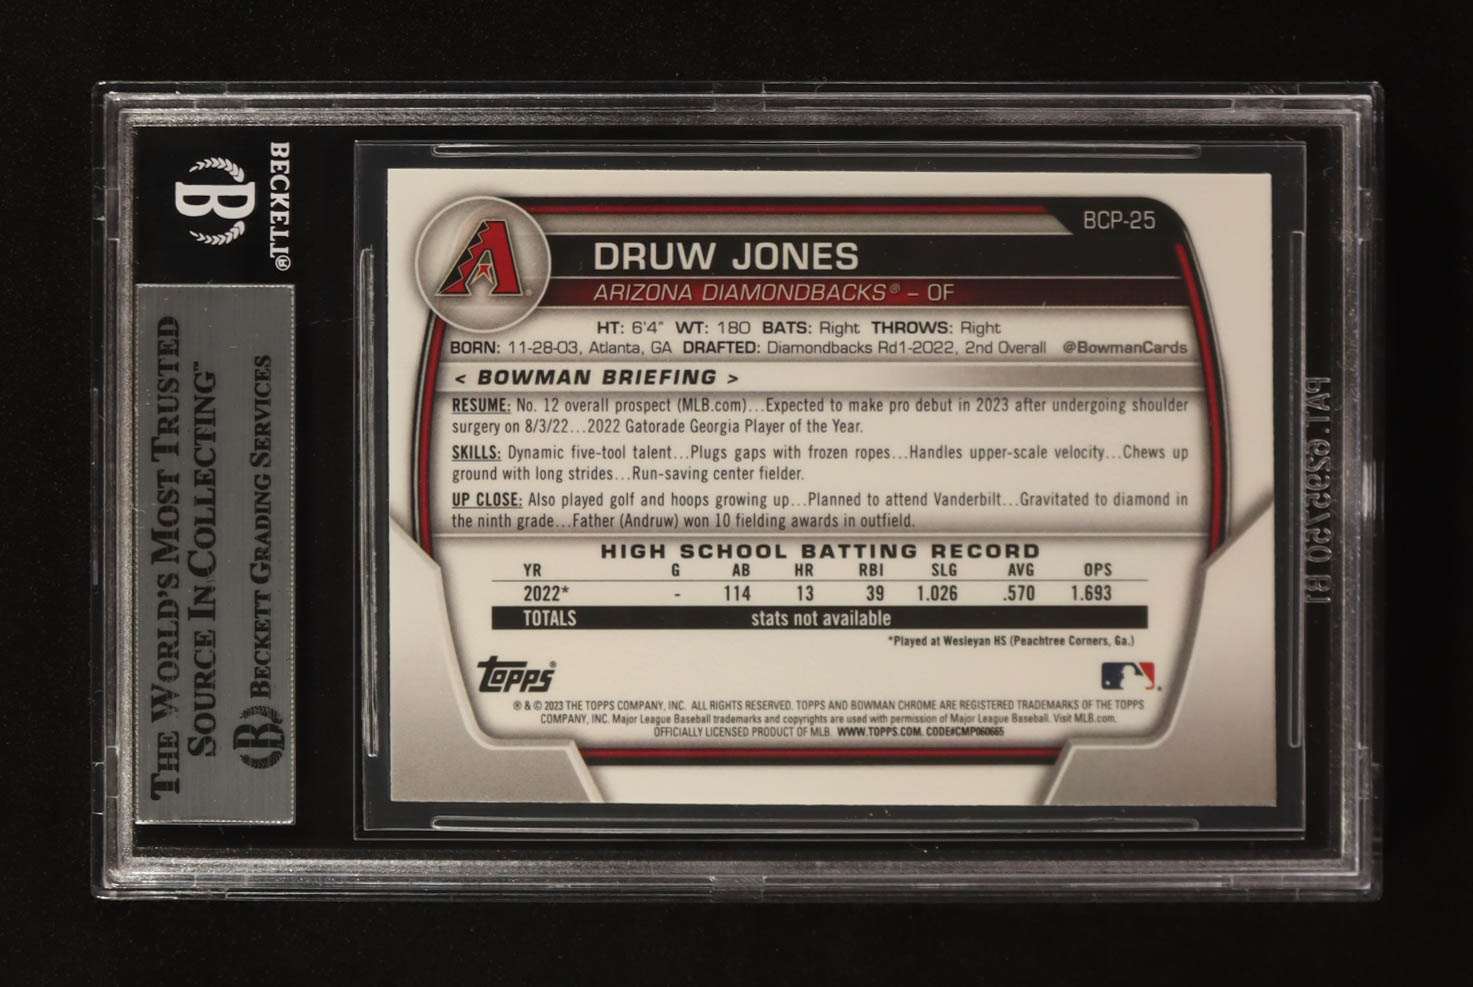 BECKETT®
B
THE WORLD'S MOST TRUSTED
SOURCE IN COLLECTING™
B BECKETT GRADING SERVICES
BCP-25
A
DRUW JONES
ARIZONA DIAMONDBACKS® – OF
HT: 6'4" WT: 180 BATS: Right THROWS: Right
BORN: 11-28-03, Atlanta, GA DRAFTED: Diamondbacks Rd1-2022, 2nd Overall @BowmanCards
< BOWMAN BRIEFING >
RESUME: No. 12 overall prospect (MLB.com)...Expected to make pro debut in 2023 after undergoing shoulder
surgery on 8/3/22...2022 Gatorade Georgia Player of the Year.
SKILLS: Dynamic five-tool talent...Plugs gaps with frozen ropes...Handles upper-scale velocity...Chews up
ground with long strides...Run-saving center fielder.
UP CLOSE: Also played golf and hoops growing up...Planned to attend Vanderbilt...Gravitated to diamond in
the ninth grade...Father (Andruw) won 10 fielding awards in outfield.
HIGH SCHOOL BATTING RECORD
YR G AB HR RBI SLG AVG OPS
2022* - 114 13 39 1.026 .570 1.693
TOTALS stats not available
*Played at Wesleyan HS (Peachtree Corners, Ga.)
topps®
® & © 2023 THE TOPPS COMPANY, INC. ALL RIGHTS RESERVED. TOPPS AND BOWMAN CHROME ARE REGISTERED TRADEMARKS OF THE TOPPS
COMPANY, INC. Major League Baseball trademarks and copyrights are used with permission of Major League Baseball. Visit MLB.com.
OFFICIALLY LICENSED PRODUCT OF MLB. WWW.TOPPS.COM. CODE#CMP060665